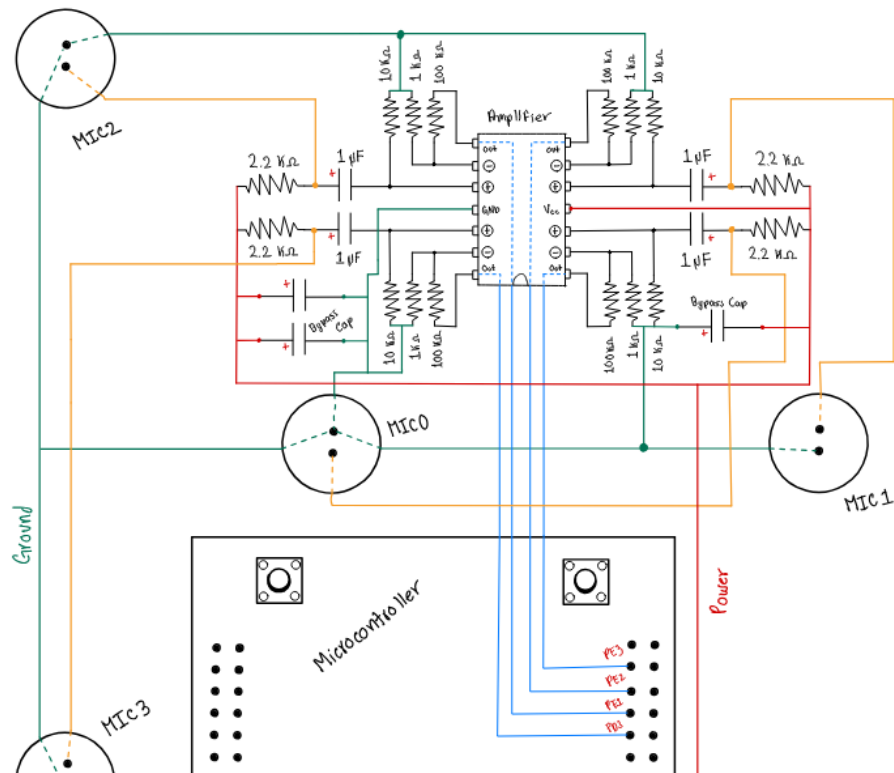 10 KΩ
1 KΩ
100 KΩ
100 KΩ
1 KΩ
10 KΩ
Amplifier
MIC2
2.2 KΩ
1 μF
+
Out
Out
1 μF
+
2.2 KΩ
−
−
+
+
GND
Vcc
+
+
−
−
Out
Out
2.2 KΩ
+
1 μF
1 μF
+
2.2 KΩ
+
Bypass
Cap
+
10 KΩ
1 KΩ
100 KΩ
100 KΩ
1 KΩ
10 KΩ
Bypass Cap
+
MIC0
MIC1
Ground
Power
Microcontroller
PE3
PE2
PE1
PD3
MIC3